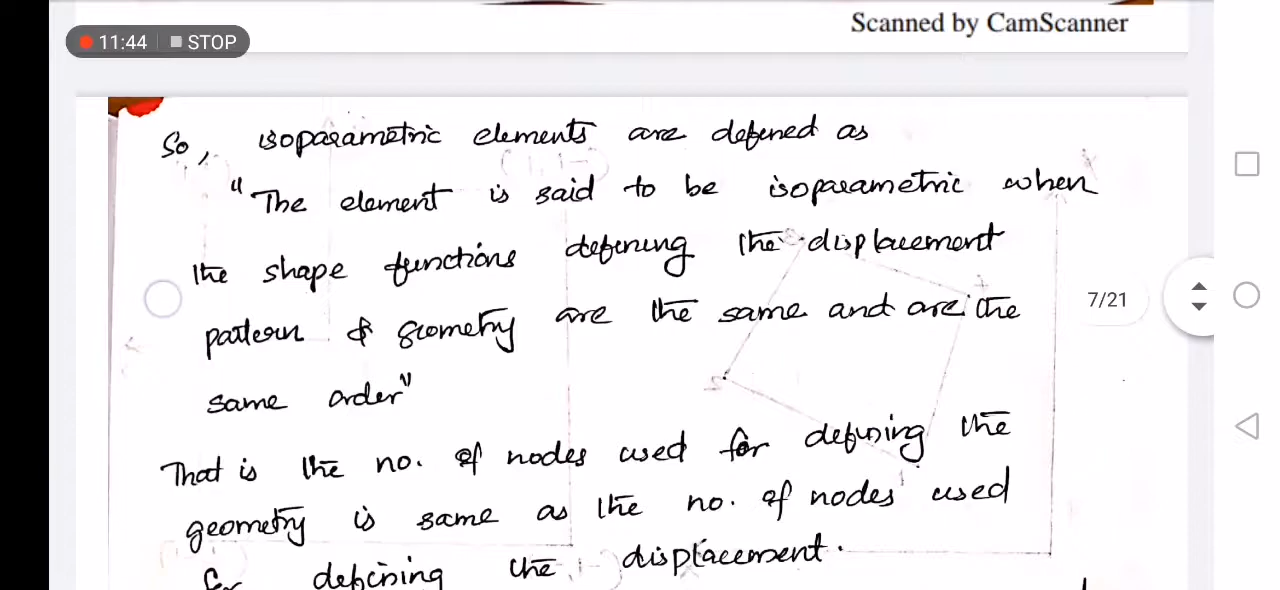 Scanned by CamScanner
11:44 STOP
So, isoparametric elements are defined as
"The element is said to be isoparametric when
the shape functions defining the displacement
pattern & geometry are the same and are the
same order"
7/21
That is the no. of nodes used for defining the
geometry is same as the no. of nodes used
for defining the displacement.